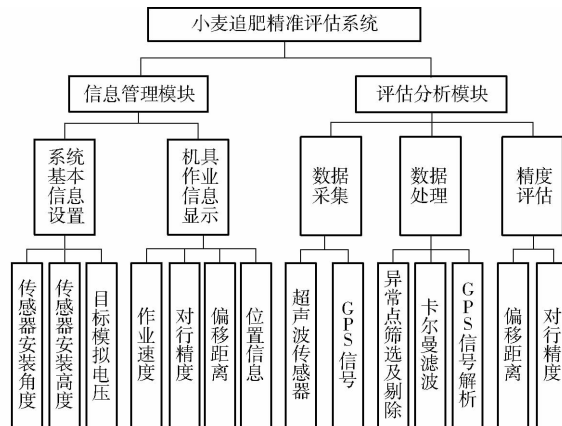 小麦追肥精准评估系统
信息管理模块
评估分析模块
系统
基本
信息
设置
机具
作业
信息
显示
数据
采集
数据
处理
精度
评估
传感器安装角度
传感器安装高度
目标模拟电压
作业速度
对行精度
偏移距离
位置信息
超声波传感器
GPS信号
异常点筛选及剔除
卡尔曼滤波
GPS信号解析
偏移距离
对行精度